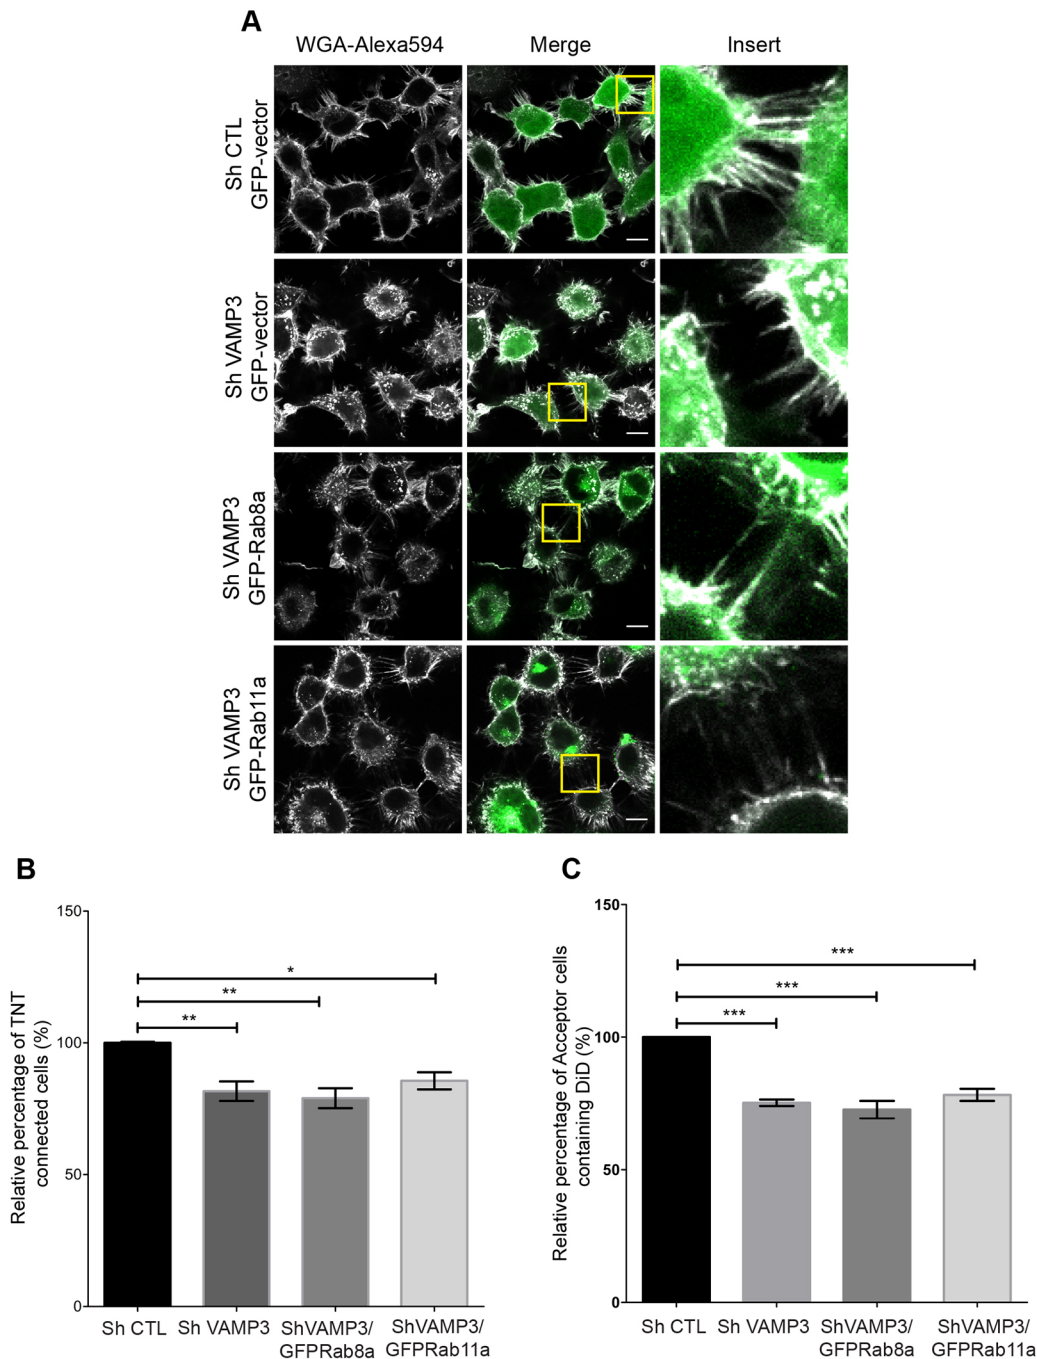 A
WGA-Alexa594
Merge
Insert
Sh CTL
GFP-vector
Sh VAMP3
GFP-vector
Sh VAMP3
GFP-Rab8a
Sh VAMP3
GFP-Rab11a
B
Relative percentage of TNT
connected cells (%)
150
100
50
0
*
**
**
Sh CTL
Sh VAMP3
ShVAMP3/
GFPRab8a
ShVAMP3/
GFPRab11a
C
Relative percentage of Acceptor cells
containing DiD (%)
150
100
50
0
***
***
***
Sh CTL
Sh VAMP3
ShVAMP3/
GFPRab8a
ShVAMP3/
GFPRab11a